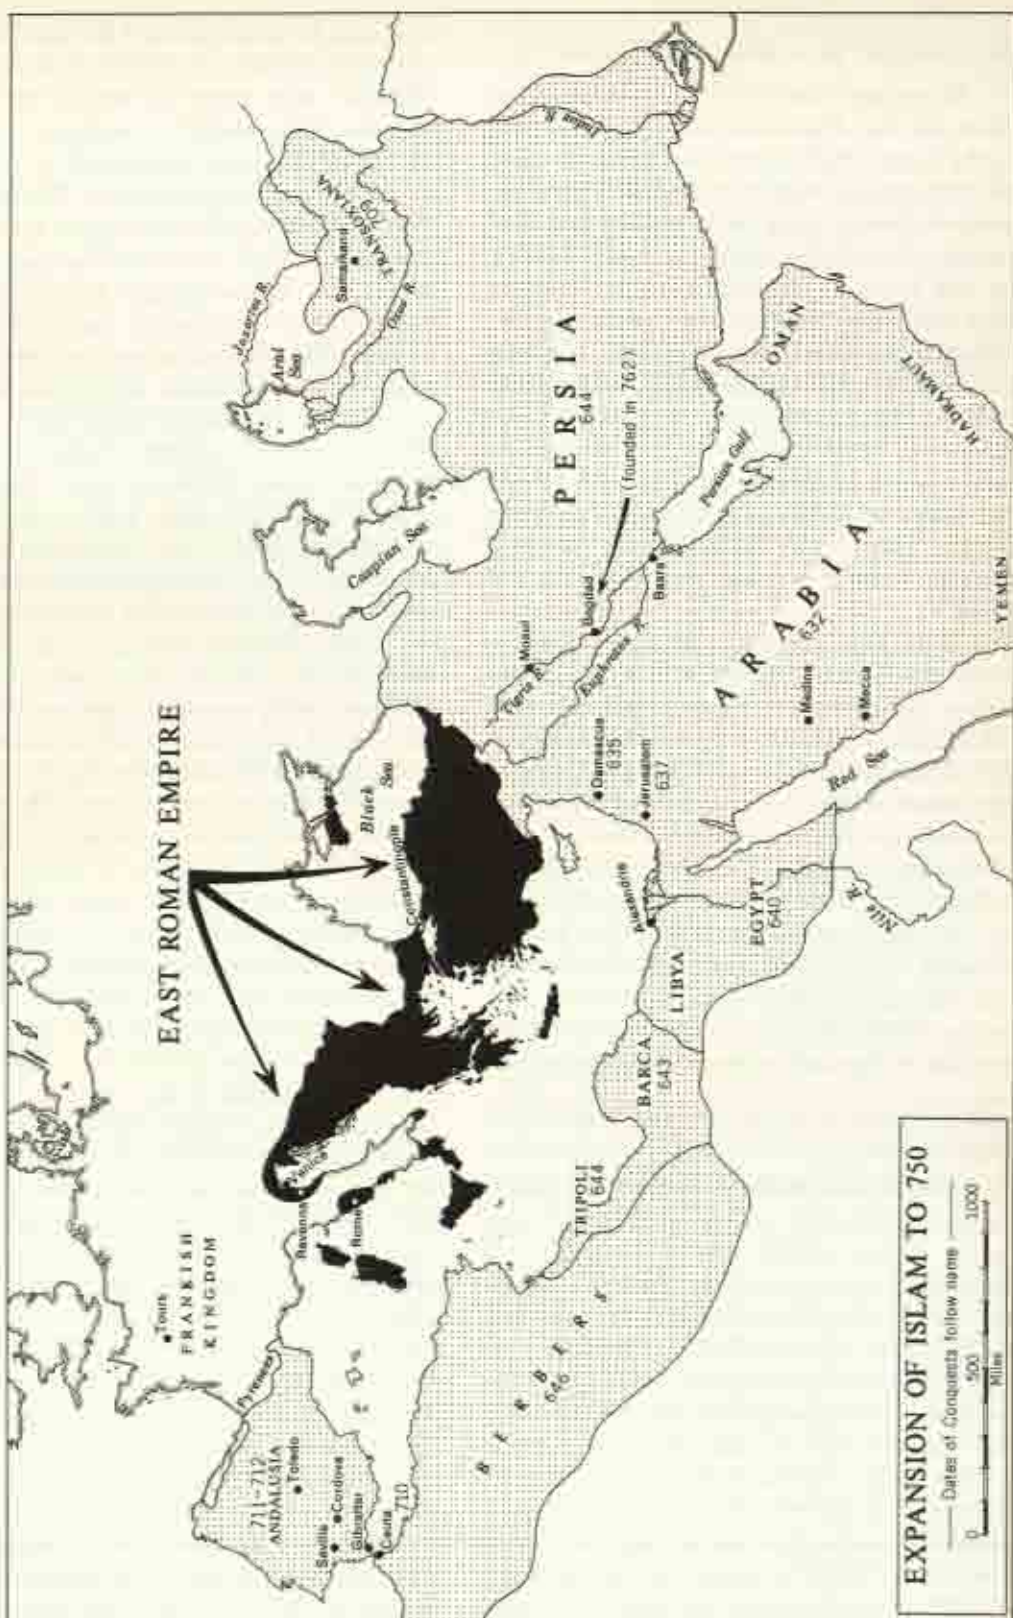 EAST ROMAN EMPIRE
Tours
FRANKISH
KINGDOM
Pyrenees
711-712
ANDALUSIA
Toledo
Cordova
Seville
Gibraltar
Ceuta
710
Ravenna
Venice
Rome
Black Sea
Constantinople
Caspian Sea
Aral
Sea
Jaxartes R.
TRANSOXIANA
709
Samarkand
Oxus R.
Indus R.
PERSIA
644
(founded in 762)
Mosul
Tigris R.
Bagdad
Euphrates R.
Basra
Persian Gulf
OMAN
HADRAMAUT
ARABIA
632
YEMEN
Medina
Mecca
Red Sea
Damascus
635
Jerusalem
637
Alexandria
EGYPT
640
Nile R.
LIBYA
BARCA
643
TRIPOLI
644
BERBERS
646
EXPANSION OF ISLAM TO 750
Dates of Conquests follow name
0 500 1000
Miles